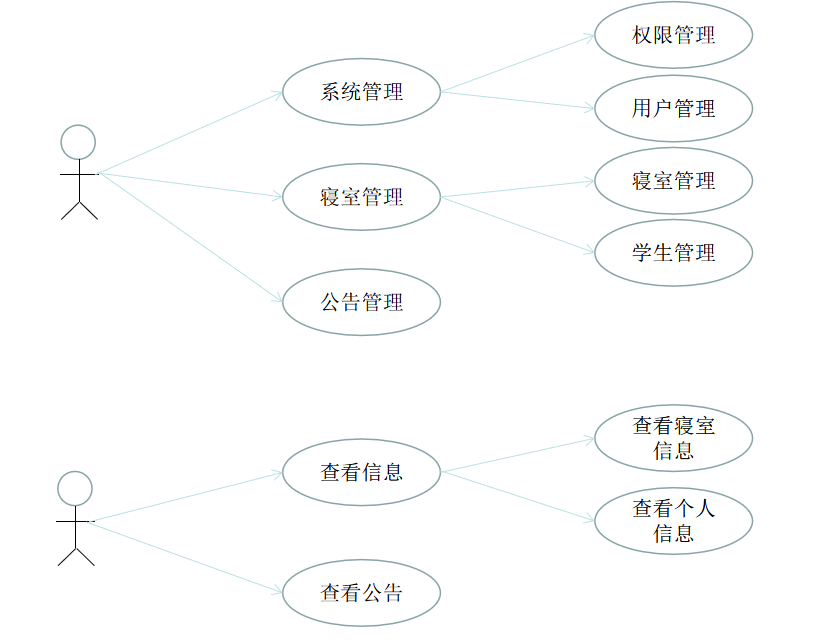 权限管理
系统管理
用户管理
寝室管理
寝室管理
学生管理
公告管理
查看寝室
信息
查看信息
查看个人
信息
查看公告